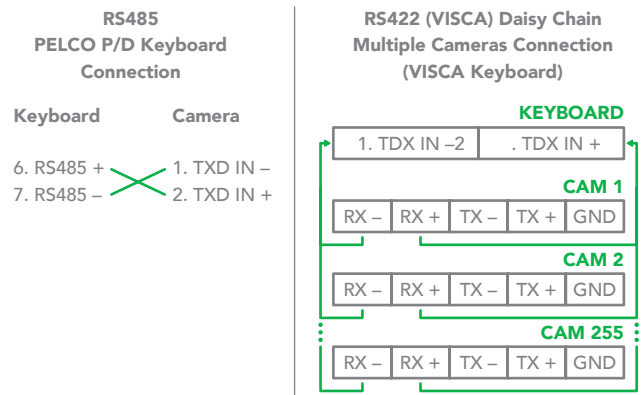 RS485
PELCO P/D Keyboard
Connection
Keyboard Camera
6. RS485 + 1. TXD IN –
7. RS485 – 2. TXD IN +
RS422 (VISCA) Daisy Chain
Multiple Cameras Connection
(VISCA Keyboard)
KEYBOARD
1. TDX IN –2 . TDX IN +
CAM 1
RX – RX + TX – TX + GND
CAM 2
RX – RX + TX – TX + GND
CAM 255
RX – RX + TX – TX + GND